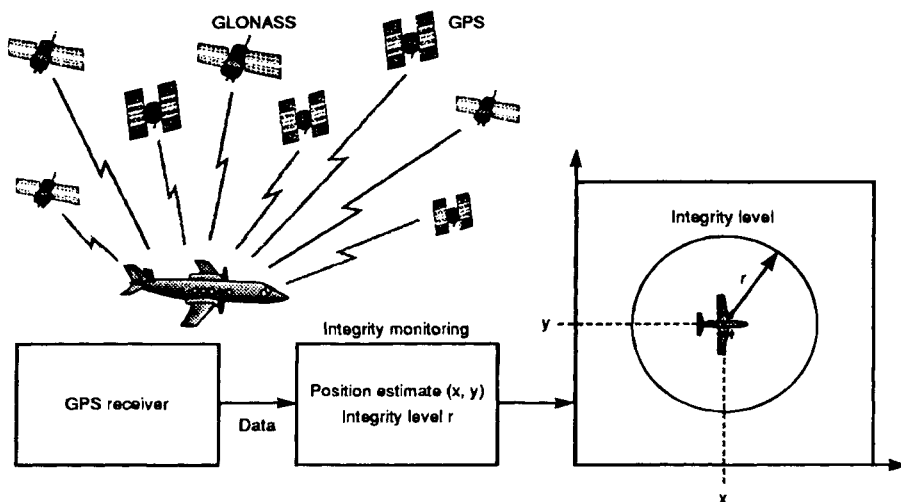 GLONASS
GPS
Integrity level
r
y
x
Integrity monitoring
GPS receiver
Data
Position estimate (x, y)
Integrity level r